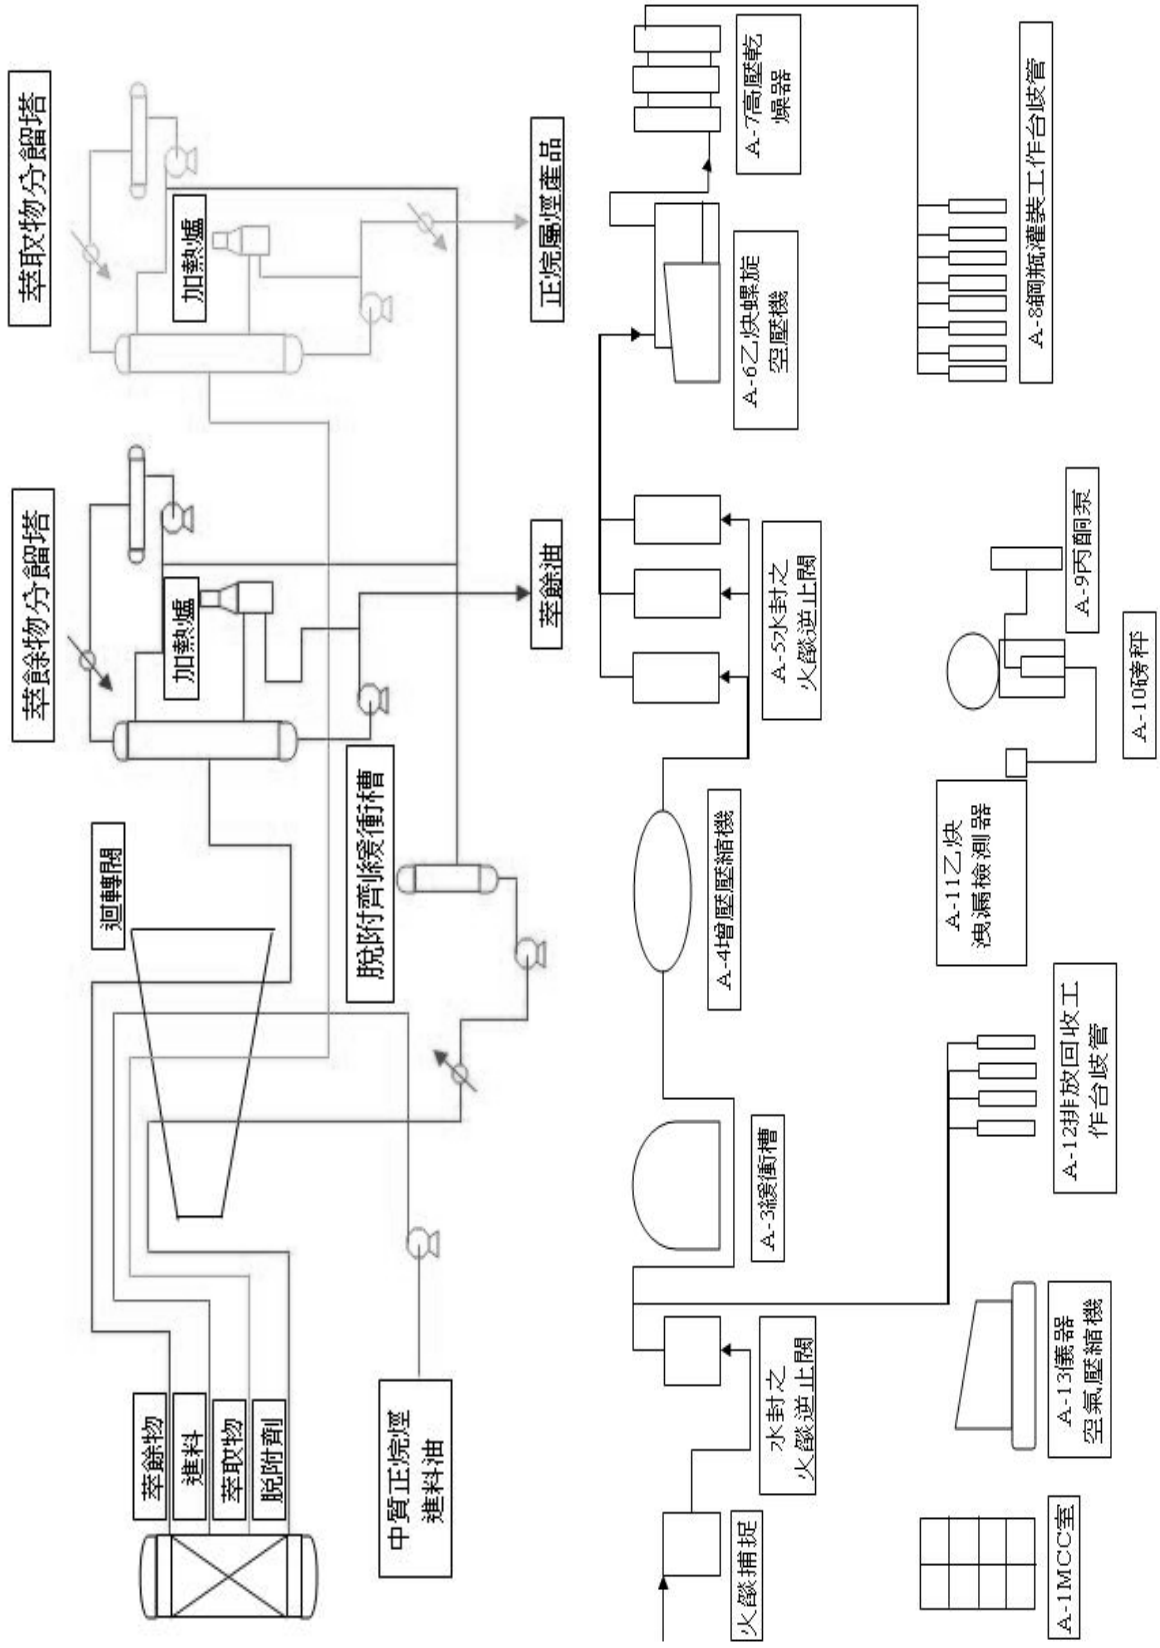 萃餘物分餾塔
萃取物分餾塔
迴轉閥
萃餘物
進料
萃取物
脫附劑
加熱爐
加熱爐
脫附劑緩衝槽
中質正烷烴
進料油
萃餘油
正烷屬烴產品
火燄捕捉
水封之
火燄逆止閥
A-3緩衝槽
A-4增壓壓縮機
A-5水封之
火燄逆止閥
A-6乙炔螺旋
空壓機
A-7高壓乾
燥器
A-1MCC室
A-13儀器
空氣壓縮機
A-12排放回收工
作台歧管
A-11乙炔
洩漏檢測器
A-10磅秤
A-9丙酮泵
A-8鋼瓶灌裝工作台歧管